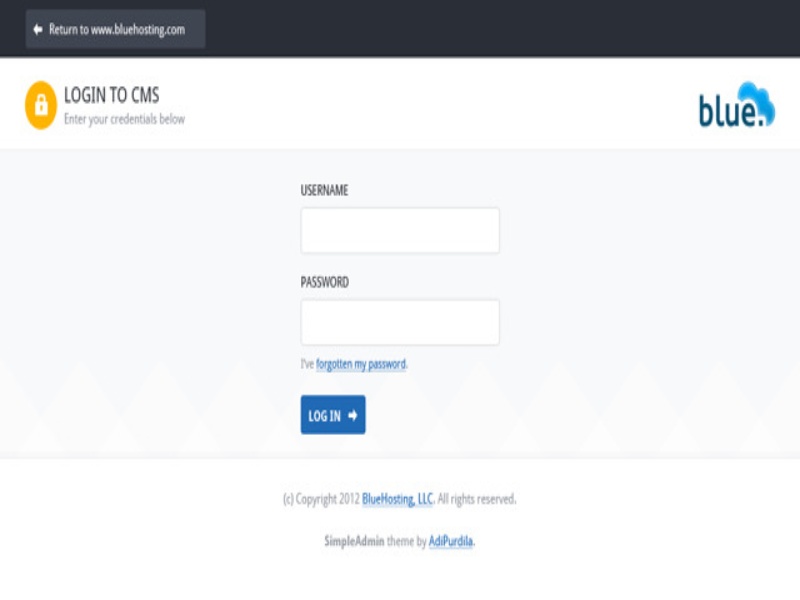 Return to www.bluehosting.com
LOGIN TO CMS
Enter your credentials below
blue.
USERNAME
PASSWORD
I've forgotten my password.
LOG IN
(c) Copyright 2012 BlueHosting, LLC. All rights reserved.
SimpleAdmin theme by AdiPurdila.